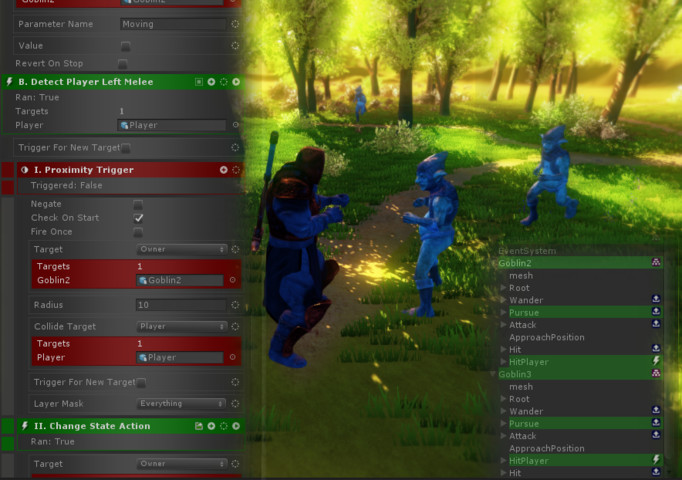 Goblin2 Goblin2
Parameter Name Moving
Value
Revert On Stop
B. Detect Player Left Melee
Ran: True
Targets 1
Player Player
Trigger For New Target
I. Proximity Trigger
Triggered: False
Negate
Check On Start
Fire Once
Target Owner
Targets 1
Goblin2 Goblin2
Radius 10
Collide Target Player
Targets 1
Player Player
Trigger For New Target
Layer Mask Everything
II. Change State Action
Ran: True
Target Owner
EventSystem
Goblin2
mesh
Root
Wander
Pursue
Attack
ApproachPosition
Hit
HitPlayer
Goblin3
mesh
Root
Wander
Pursue
Attack
ApproachPosition
HitPlayer
Hit